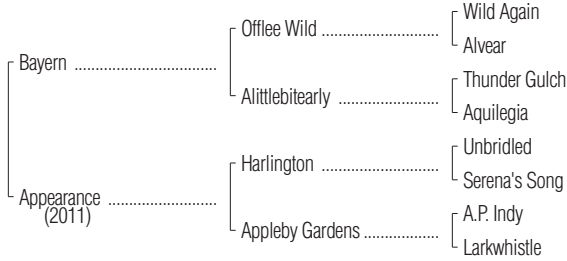 Wild Again
Offlee Wild
Alvear
Bayern
Thunder Gulch
Alittlebitearly
Aquilegia
Unbridled
Harlington
Serena's Song
Appearance
(2011)
A.P. Indy
Appleby Gardens
Larkwhistle